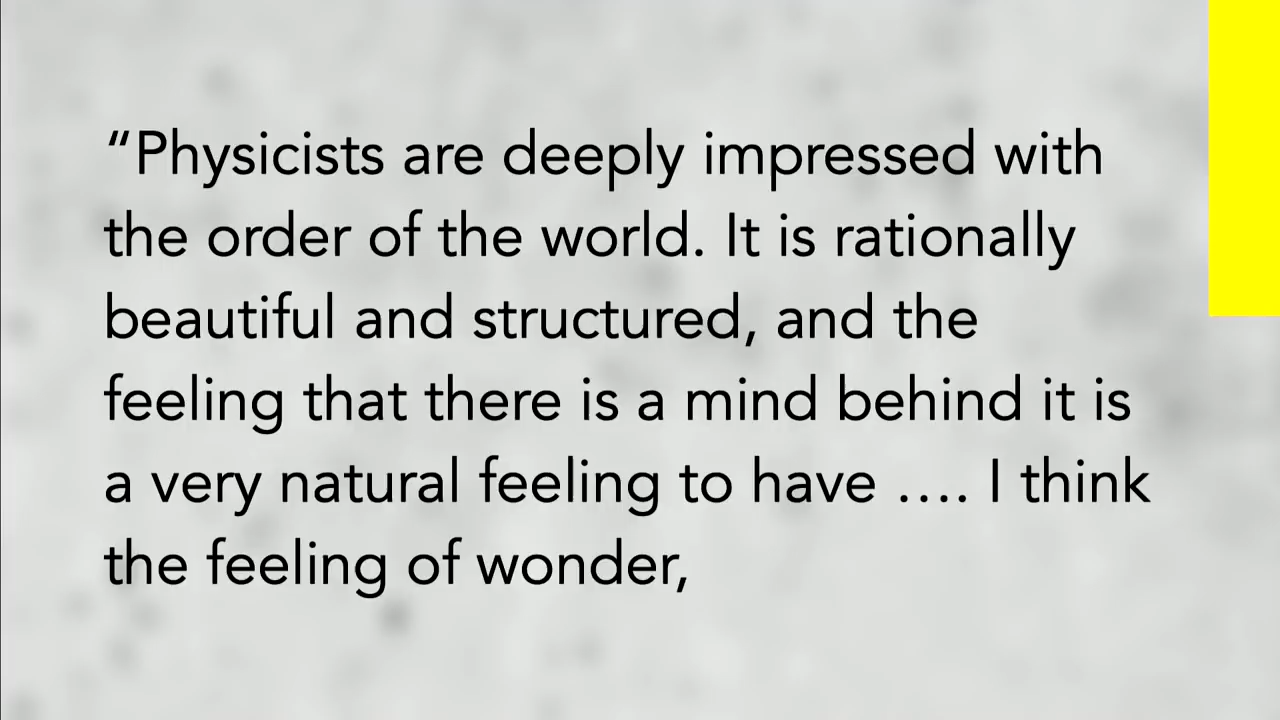 “Physicists are deeply impressed with
the order of the world. It is rationally
beautiful and structured, and the
feeling that there is a mind behind it is
a very natural feeling to have …. I think
the feeling of wonder,